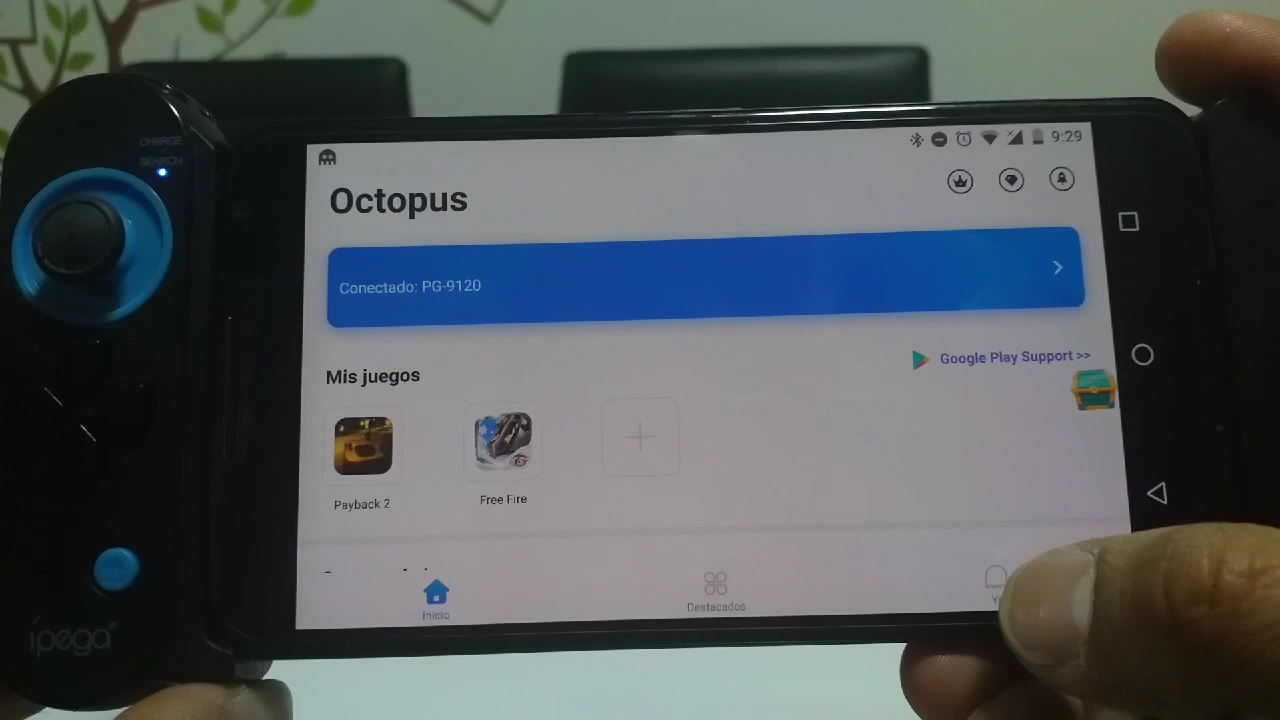 CHARGE
SEARCH
9:29
Octopus
Conectado: PG-9120
Google Play Support >>
Mis juegos
Payback 2
Free Fire
Inicio
Destacados
ípega